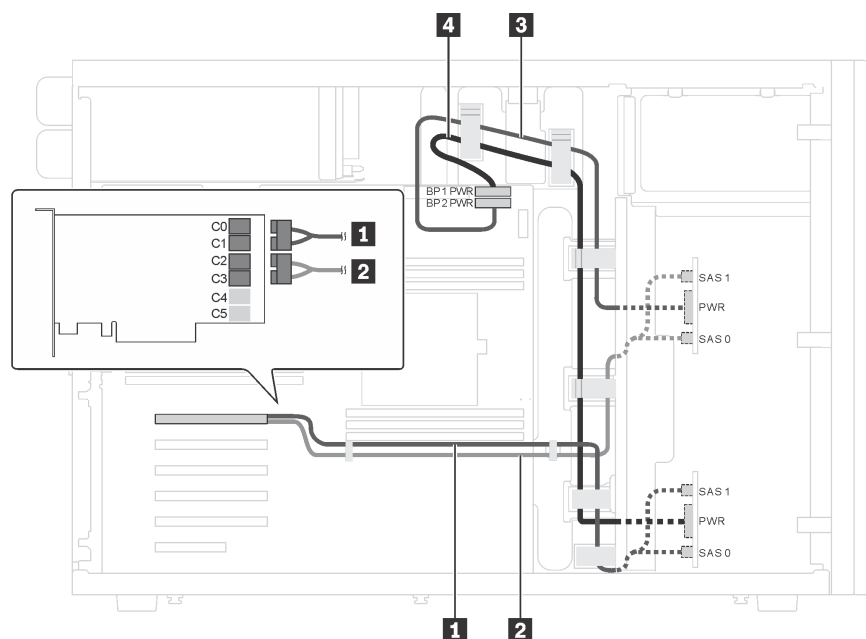 4 3
BP1 PWR
BP2 PWR
C0
C1
C2
C3
C4
C5
1
2
SAS 1
PWR
SAS 0
SAS 1
PWR
SAS 0
1 2